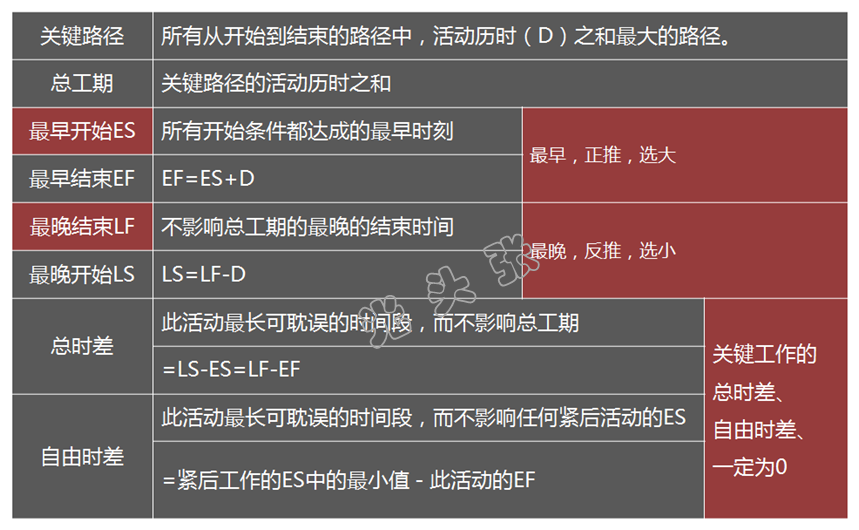 关键路径 所有从开始到结束的路径中，活动历时（D）之和最大的路径。
总工期 关键路径的活动历时之和
最早开始ES 所有开始条件都达成的最早时刻
最早，正推，选大
最早结束EF EF=ES+D
最晚结束LF 不影响总工期的最晚的结束时间
最晚，反推，选小
最晚开始LS LS=LF-D
总时差 此活动最长可耽误的时间段，而不影响总工期
=LS-ES=LF-EF
自由时差 此活动最长可耽误的时间段，而不影响任何紧后活动的ES
=紧后工作的ES中的最小值 - 此活动的EF
关键工作的
总时差、
自由时差、
一定为0
光头张